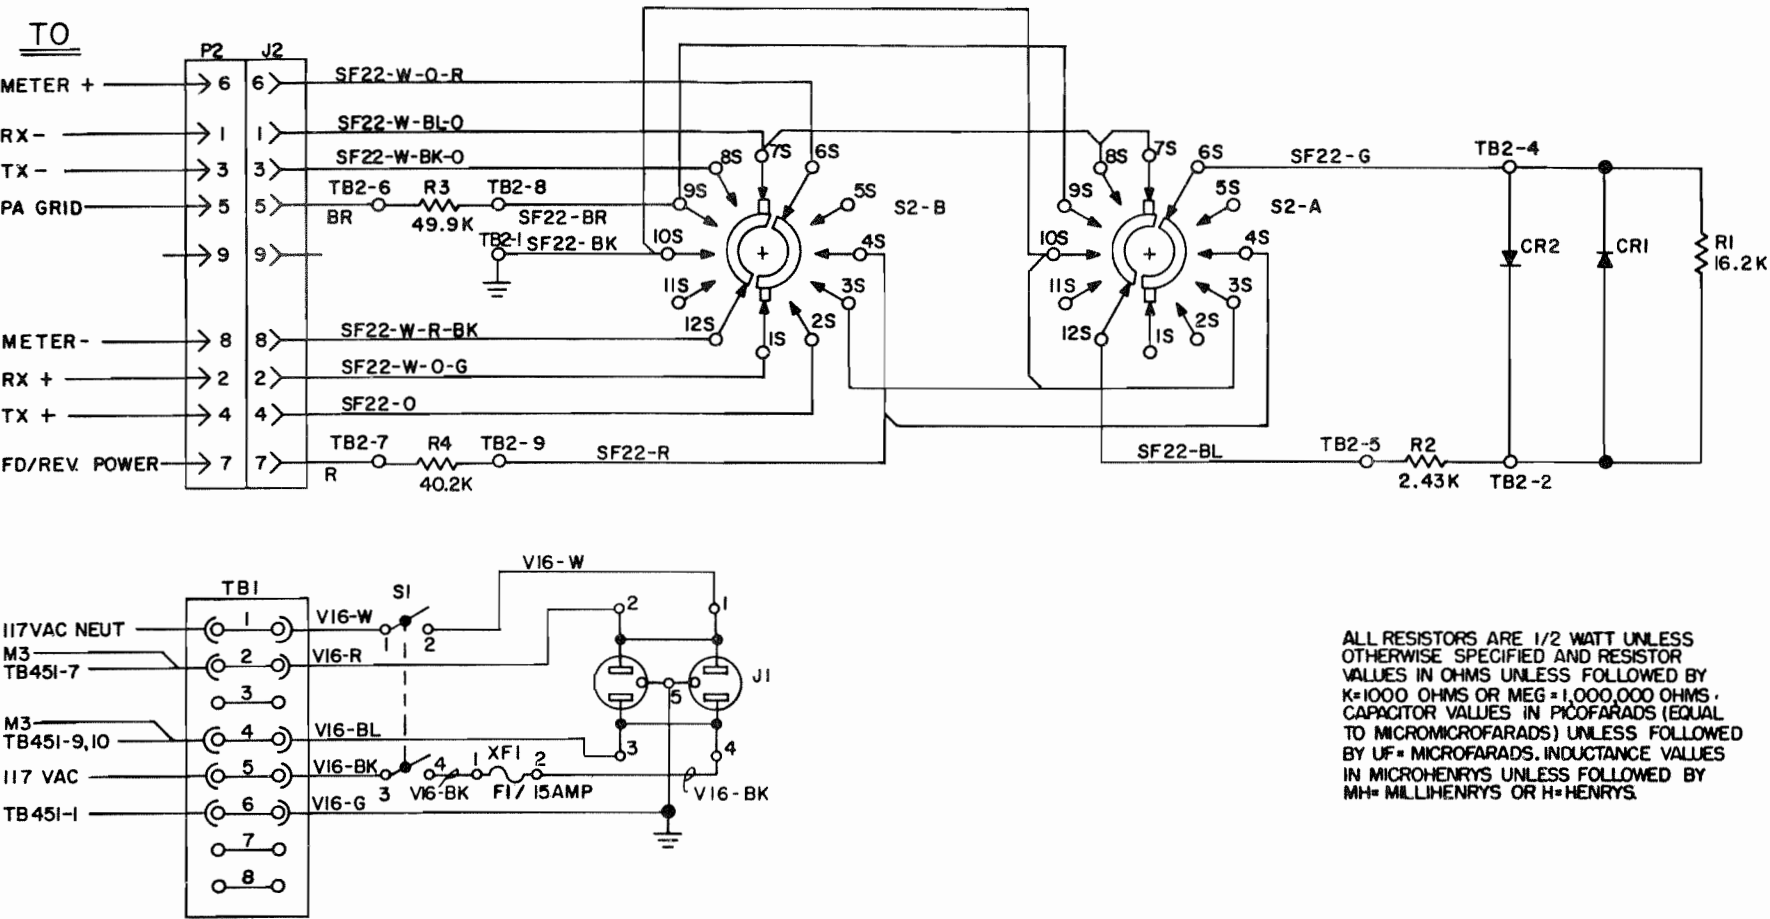 TO
P2 J2
METER + 6 6 SF22-W-O-R
RX - 1 1 SF22-W-BL-O
TX - 3 3 SF22-W-BK-O
PA GRID 5 5 TB2-6 R3 TB2-8
BR 49.9K SF22-BR
9 9 TB2-1 SF22-BK
METER- 8 8 SF22-W-R-BK
RX + 2 2 SF22-W-O-G
TX + 4 4 SF22-O
FD/REV. POWER 7 7 TB2-7 R4 TB2-9 SF22-R
R 40.2K
8S 7S 6S
9S 5S
S2-B
10S 4S
11S 3S
12S 1S 2S
8S 7S 6S
9S 5S
S2-A
10S 4S
11S 3S
12S 1S 2S
SF22-G TB2-4
CR2 CR1 R1
16.2K
SF22-BL TB2-5 R2
2.43K TB2-2
TB1 S1 V16-W
117VAC NEUT 1 V16-W 1 2
M3
TB451-7 2 V16-R
3
M3
TB451-9,10 4 V16-BL
117 VAC 5 V16-BK 3 4 V16-BK 1 XF1 2
F1/ 15AMP V16-BK
TB451-1 6 V16-G
7
8
2 1
5 J1
3 4
ALL RESISTORS ARE 1/2 WATT UNLESS
OTHERWISE SPECIFIED AND RESISTOR
VALUES IN OHMS UNLESS FOLLOWED BY
K=1000 OHMS OR MEG = 1,000,000 OHMS.
CAPACITOR VALUES IN PICOFARADS (EQUAL
TO MICROMICROFARADS) UNLESS FOLLOWED
BY UF= MICROFARADS. INDUCTANCE VALUES
IN MICROHENRYS UNLESS FOLLOWED BY
MH= MILLIHENRYS OR H=HENRYS.